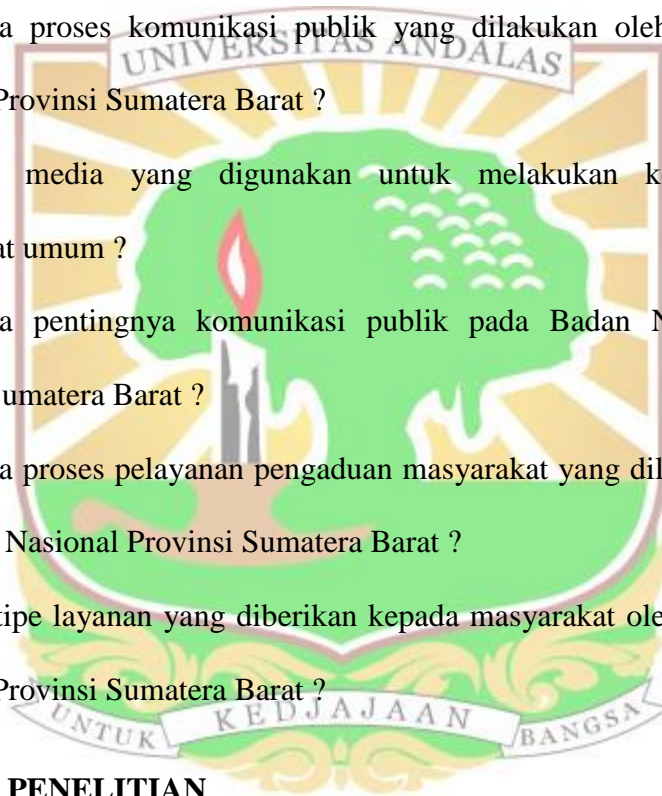 a proses komunikasi publik yang dilakukan oleh
UNIVERSITAS ANDALAS
Provinsi Sumatera Barat ?
media yang digunakan untuk melakukan k
at umum ?
a pentingnya komunikasi publik pada Badan N
umatera Barat ?
a proses pelayanan pengaduan masyarakat yang dil
Nasional Provinsi Sumatera Barat ?
tipe layanan yang diberikan kepada masyarakat ole
Provinsi Sumatera Barat ?
UNTUK KEDJAJAAN BANGSA
PENELITIAN